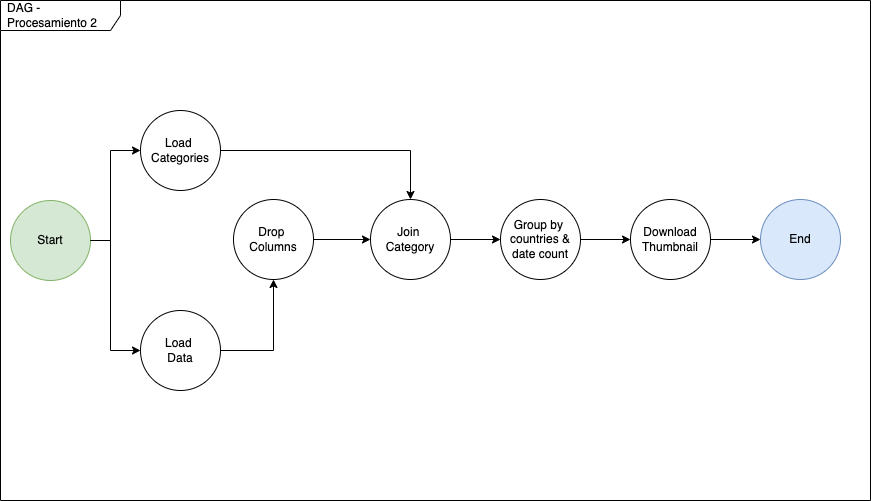 DAG -
Procesamiento 2
Load
Categories
Start
Drop
Columns
Join
Category
Group by
countries &
date count
Download
Thumbnail
End
Load
Data